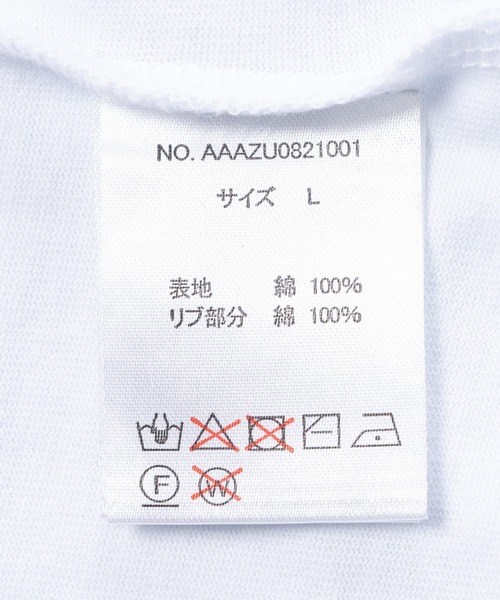 NO. AAAZU0821001
サイズ L
表地 綿 100%
リブ部分 綿 100%
F W